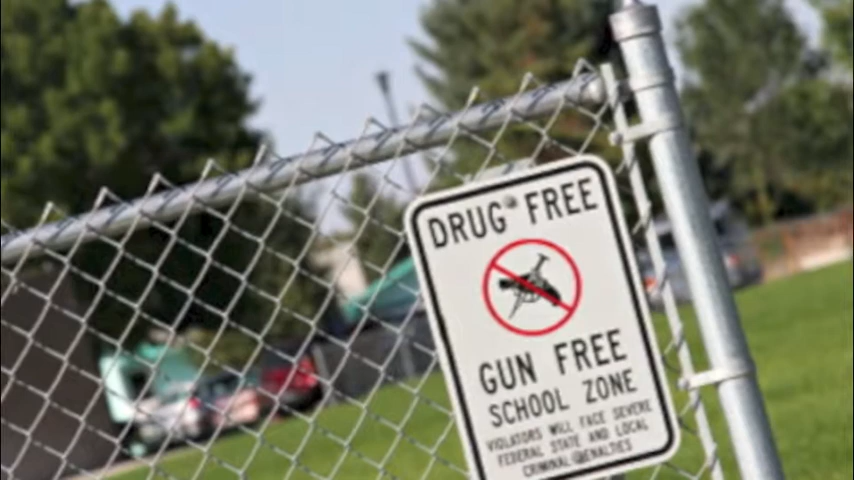 DRUG FREE
GUN FREE
SCHOOL ZONE
VIOLATORS WILL FACE SEVERE
FEDERAL STATE AND LOCAL
CRIMINAL PENALTIES